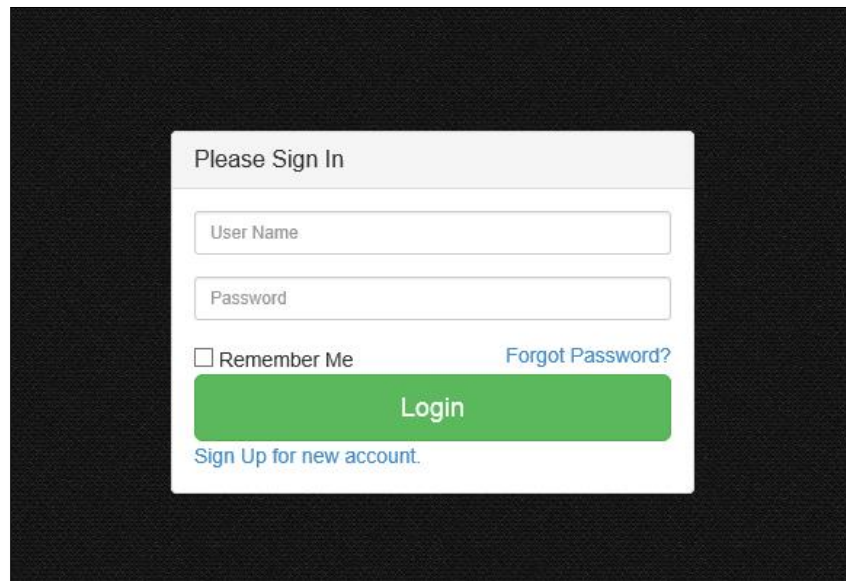 Please Sign In
User Name
Password
Remember Me Forgot Password?
Login
Sign Up for new account.